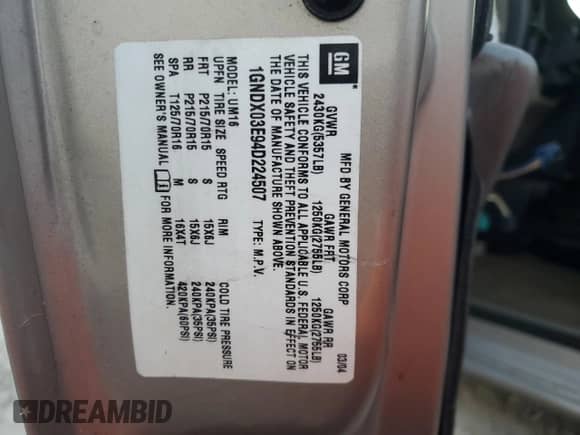 GM
MFD BY GENERAL MOTORS CORP 03/04
GVWR GAWR FRT GAWR RR
2430KG(5357LB) 1250KG(2755LB) 1250KG(2755LB)
THIS VEHICLE CONFORMS TO ALL APPLICABLE U.S. FEDERAL MOTOR
VEHICLE SAFETY AND THEFT PREVENTION STANDARDS IN EFFECT ON
THE DATE OF MANUFACTURE SHOWN ABOVE.
1GNDX03E94D224507 TYPE: M.P.V.
MODEL: UM16
UPFN TIRE SIZE SPEED RTG RIM COLD TIRE PRESSURE
FRT P215/70R15 S 15X6J 240KPA(35PSI)
RR P215/70R15 S 15X6J 240KPA(35PSI)
SPA T125/70R16 M 16X4T 420KPA(60PSI)
SEE OWNER'S MANUAL FOR MORE INFORMATION.
DREAMBID